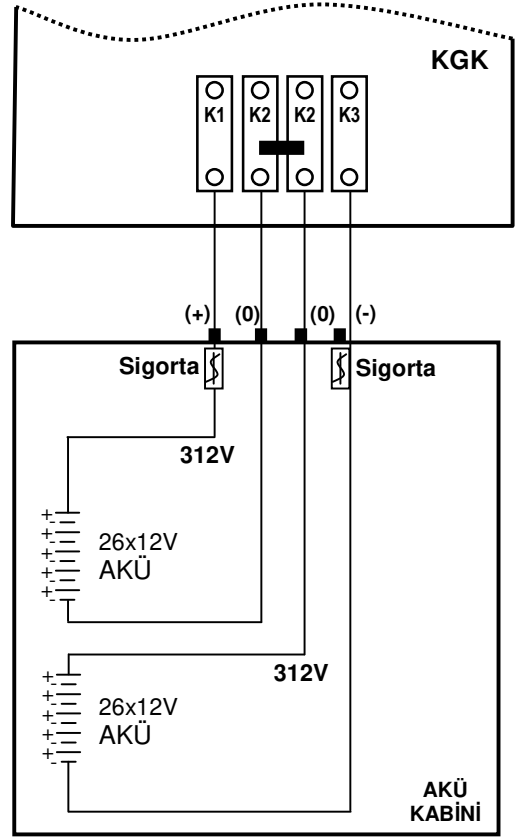 KGK
K1 K2 K2 K3
(+) (0) (0) (-)
Sigorta Sigorta
312V
26x12V
AKÜ
312V
26x12V
AKÜ
AKÜ
KABİNİ